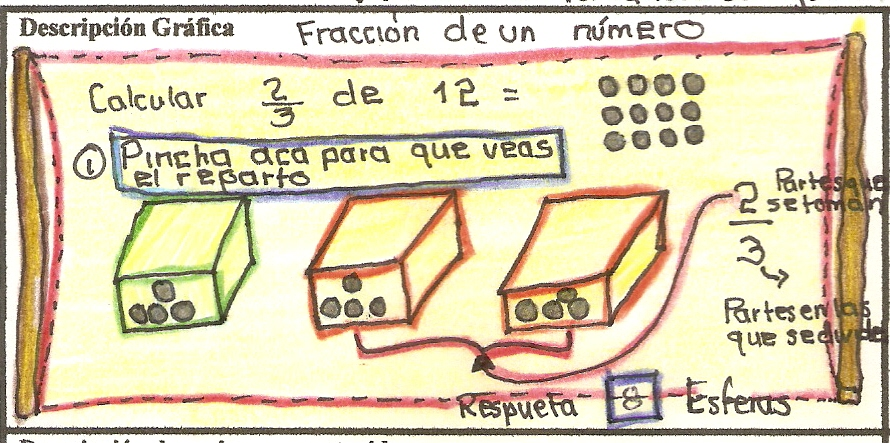 Descripción Gráfica
Fracción de un número
Calcular 2/3 de 12 =
① Pincha acá para que veas
el reparto
2 Partes que
se toman
3
Partes en las
que se divide
Respuesta 8 Esferas